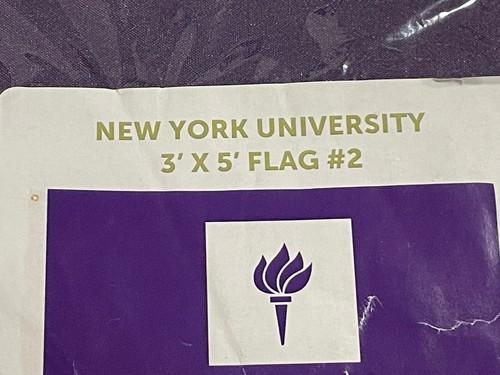 NEW YORK UNIVERSITY
3' X 5' FLAG #2